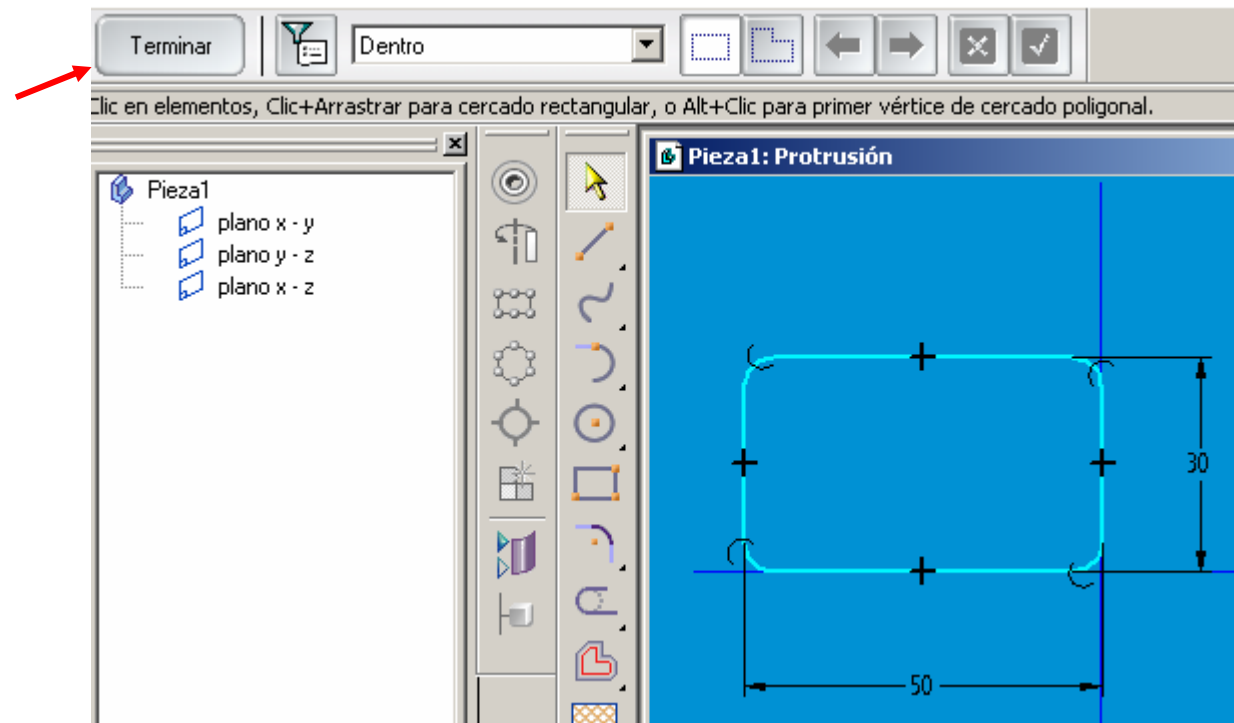 Terminar
Dentro
Clic en elementos, Clic+Arrastrar para cercado rectangular, o Alt+Clic para primer vértice de cercado poligonal.
Pieza1: Protrusión
Pieza1
plano x - y
plano y - z
plano x - z
30
50